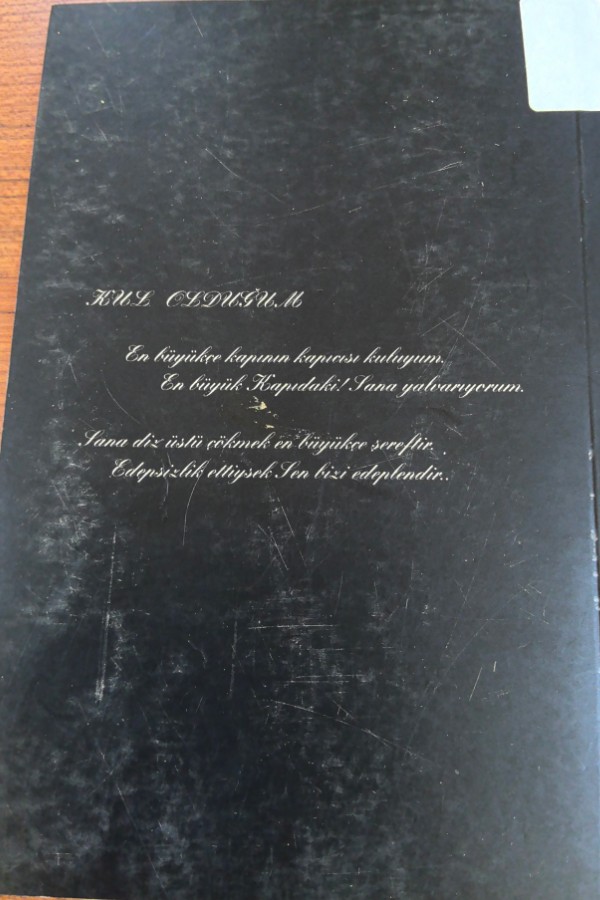 KUL OLDUĞUM
En büyükçe kapının kapıcısı kuluyum.
En büyük Kapıdaki! Sana yalvarıyorum.
Sana diz üstü çökmek en büyükçe şereftir.
Edepsizlik ettiysek Sen bizi edeplendir..